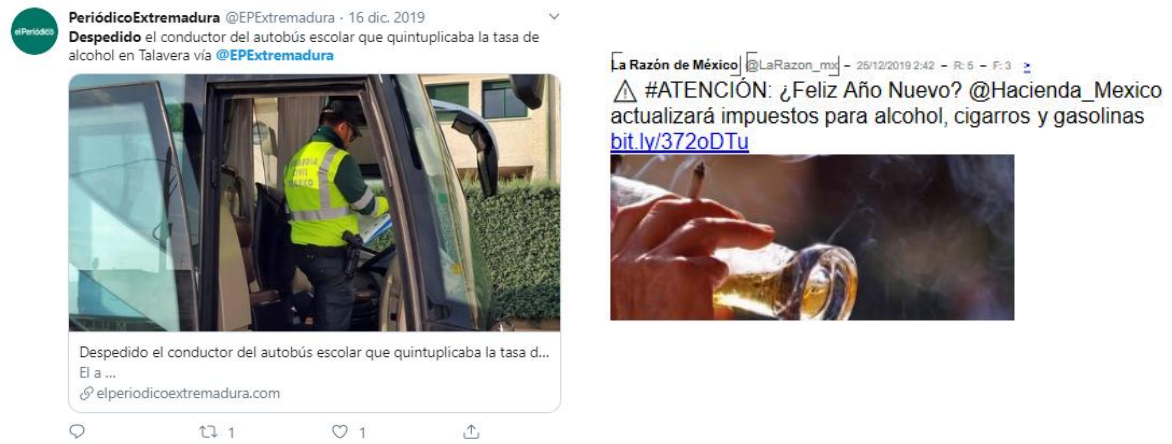 PeriódicoExtremadura @EPExtremadura · 16 dic. 2019
Despedido el conductor del autobús escolar que quintuplicaba la tasa de
alcohol en Talavera vía @EPExtremadura
elPeriódico
GUARDIA
CIVIL
TRÁFICO
Despedido el conductor del autobús escolar que quintuplicaba la tasa d...
El a ...
elperiodicoextremadura.com
1
1
La Razón de México @LaRazon_mx – 25/12/2019 2:42 – R: 5 – F: 3 >
⚠ #ATENCIÓN: ¿Feliz Año Nuevo? @Hacienda_Mexico
actualizará impuestos para alcohol, cigarros y gasolinas
bit.ly/372oDTu